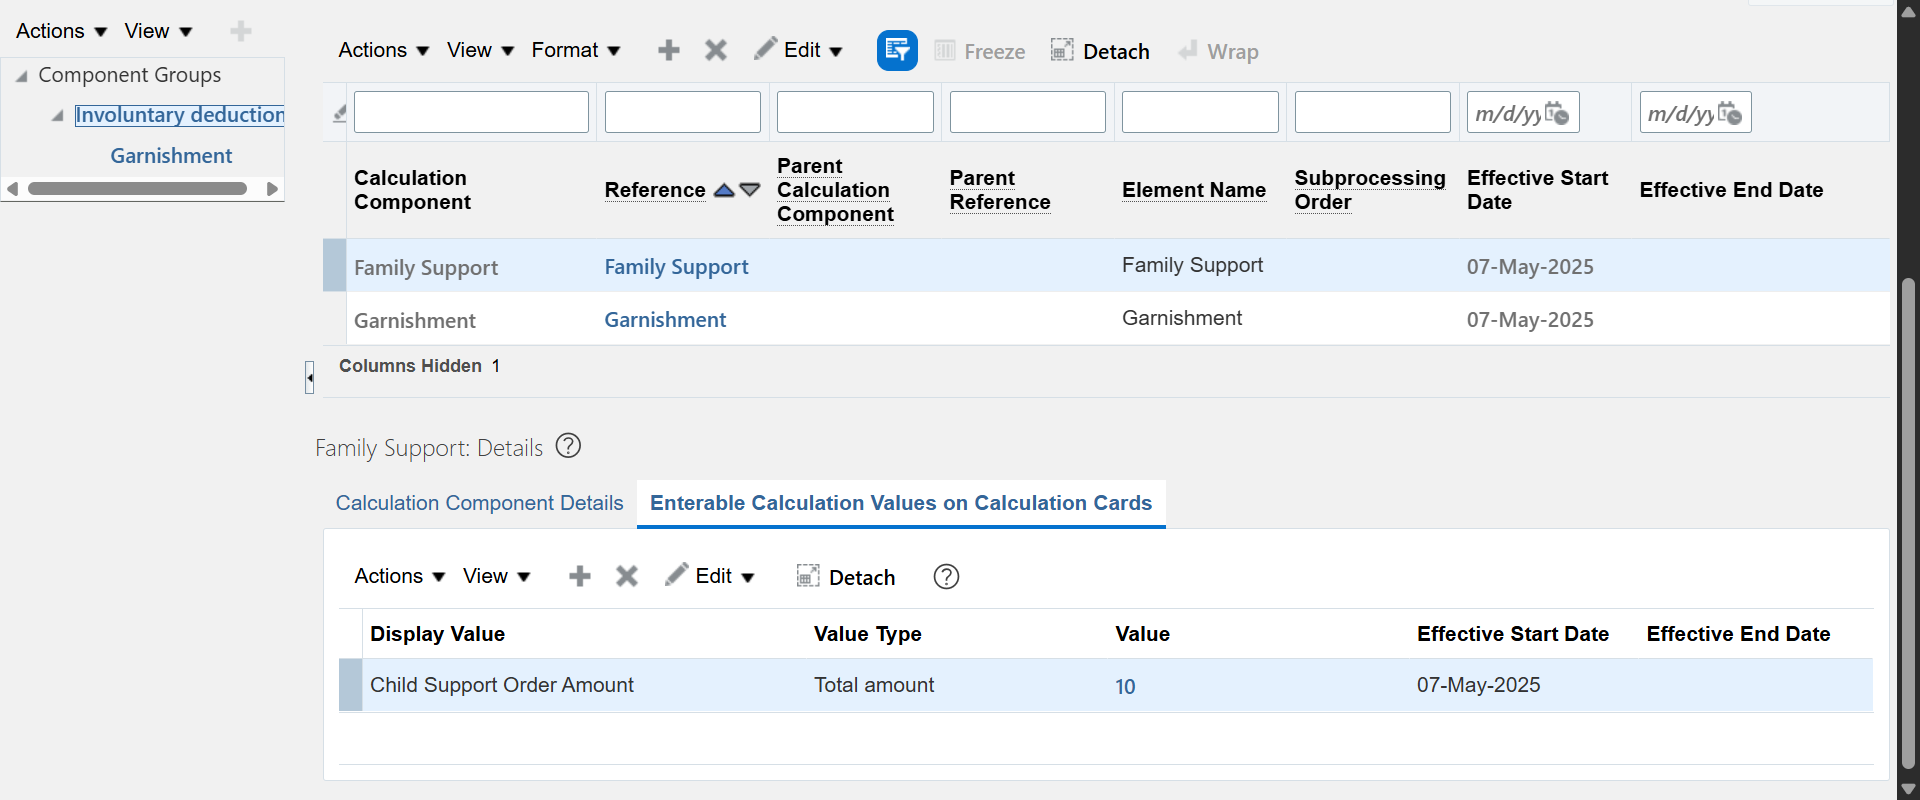 Actions View
Component Groups
Involuntary deduction
Garnishment
Actions View Format Edit Freeze Detach Wrap
m/d/yy m/d/yy
Calculation Component Reference Parent Calculation Component Parent Reference Element Name Subprocessing Order Effective Start Date Effective End Date
Family Support Family Support Family Support 07-May-2025
Garnishment Garnishment Garnishment 07-May-2025
Columns Hidden 1
Family Support: Details ?
Calculation Component Details Enterable Calculation Values on Calculation Cards
Actions View Edit Detach ?
Display Value Value Type Value Effective Start Date Effective End Date
Child Support Order Amount Total amount 10 07-May-2025